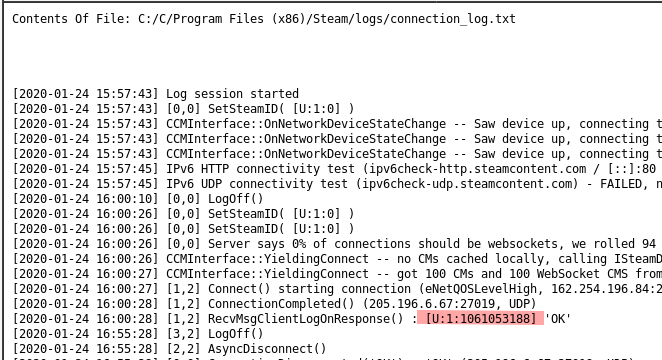 Contents Of File: C:/C/Program Files (x86)/Steam/logs/connection_log.txt
[2020-01-24 15:57:43] Log session started
[2020-01-24 15:57:43] [0,0] SetSteamID( [U:1:0] )
[2020-01-24 15:57:43] CCMInterface::OnNetworkDeviceStateChange -- Saw device up, connecting t
[2020-01-24 15:57:43] CCMInterface::OnNetworkDeviceStateChange -- Saw device up, connecting t
[2020-01-24 15:57:43] CCMInterface::OnNetworkDeviceStateChange -- Saw device up, connecting t
[2020-01-24 15:57:45] IPv6 HTTP connectivity test (ipv6check-http.steamcontent.com / [::]:80
[2020-01-24 15:57:45] IPv6 UDP connectivity test (ipv6check-udp.steamcontent.com) - FAILED, n
[2020-01-24 16:00:10] [0,0] LogOff()
[2020-01-24 16:00:26] [0,0] SetSteamID( [U:1:0] )
[2020-01-24 16:00:26] [0,0] SetSteamID( [U:1:0] )
[2020-01-24 16:00:26] [0,0] Server says 0% of connections should be websockets, we rolled 94
[2020-01-24 16:00:26] CCMInterface::YieldingConnect -- no CMs cached locally, calling ISteamD
[2020-01-24 16:00:27] CCMInterface::YieldingConnect -- got 100 CMs and 100 WebSocket CMS from
[2020-01-24 16:00:27] [1,2] Connect() starting connection (eNetQOSLevelHigh, 162.254.196.84:2
[2020-01-24 16:00:28] [1,2] ConnectionCompleted() (205.196.6.67:27019, UDP)
[2020-01-24 16:00:28] [1,2] RecvMsgClientLogOnResponse() : [U:1:1061053188] 'OK'
[2020-01-24 16:55:28] [3,2] LogOff()
[2020-01-24 16:55:28] [2,2] AsyncDisconnect()